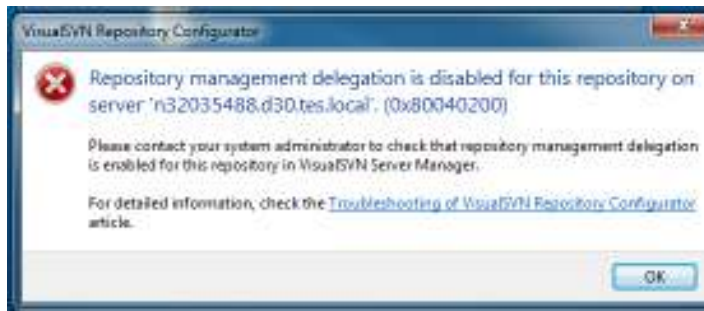 VisualSVN Repository Configurator
Repository management delegation is disabled for this repository on
server 'n32035488.d30.tes.local'. (0x80040200)
Please contact your system administrator to check that repository management delegation
is enabled for this repository in VisualSVN Server Manager.
For detailed information, check the Troubleshooting of VisualSVN Repository Configurator
article.
OK